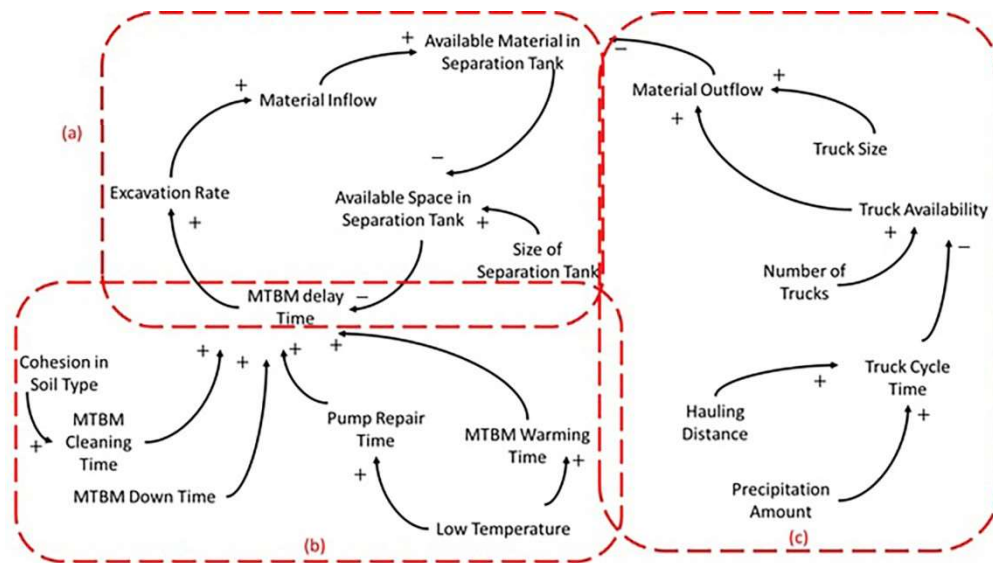 +
Available Material in
Separation Tank
−
+
Material Inflow
Material Outflow
+
+
(a)
Truck Size
−
Excavation Rate
+
Available Space in
Separation Tank
+
Truck Availability
+
−
Size of
Separation Tank
Number of
Trucks
MTBM delay
Time
−
+
+
+
+
Cohesion in
Soil Type
Truck Cycle
Time
+
+
Hauling
Distance
MTBM
Cleaning
Time
+
Pump Repair
Time
+
MTBM Warming
Time
+
MTBM Down Time
Precipitation
Amount
Low Temperature
(b)
(c)